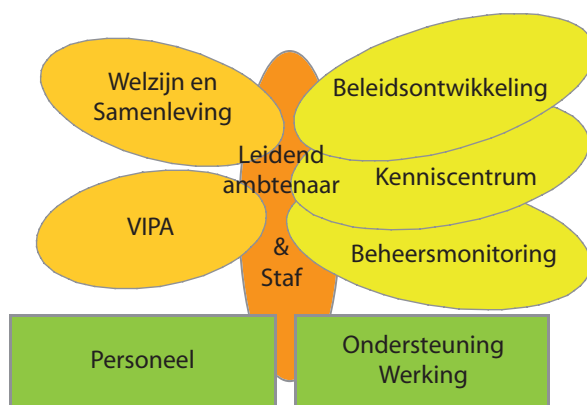 Welzijn en
Samenleving
Beleidsontwikkeling
Leidend
ambtenaar
Kenniscentrum
VIPA
&
Staf
Beheersmonitoring
Personeel
Ondersteuning
Werking